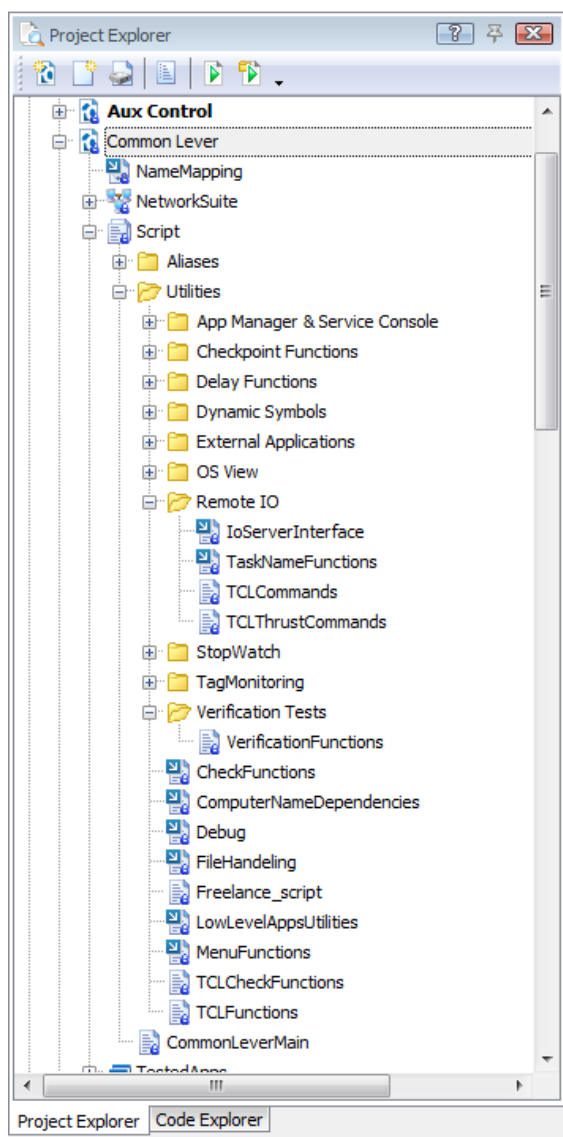 Project Explorer
?
Aux Control
Common Lever
NameMapping
NetworkSuite
Script
Aliases
Utilities
App Manager & Service Console
Checkpoint Functions
Delay Functions
Dynamic Symbols
External Applications
OS View
Remote IO
IoServerInterface
TaskNameFunctions
TCLCommands
TCLThrustCommands
StopWatch
TagMonitoring
Verification Tests
VerificationFunctions
CheckFunctions
ComputerNameDependencies
Debug
FileHandeling
Freelance_script
LowLevelAppsUtilities
MenuFunctions
TCLCheckFunctions
TCLFunctions
CommonLeverMain
TestedApps
Project Explorer Code Explorer